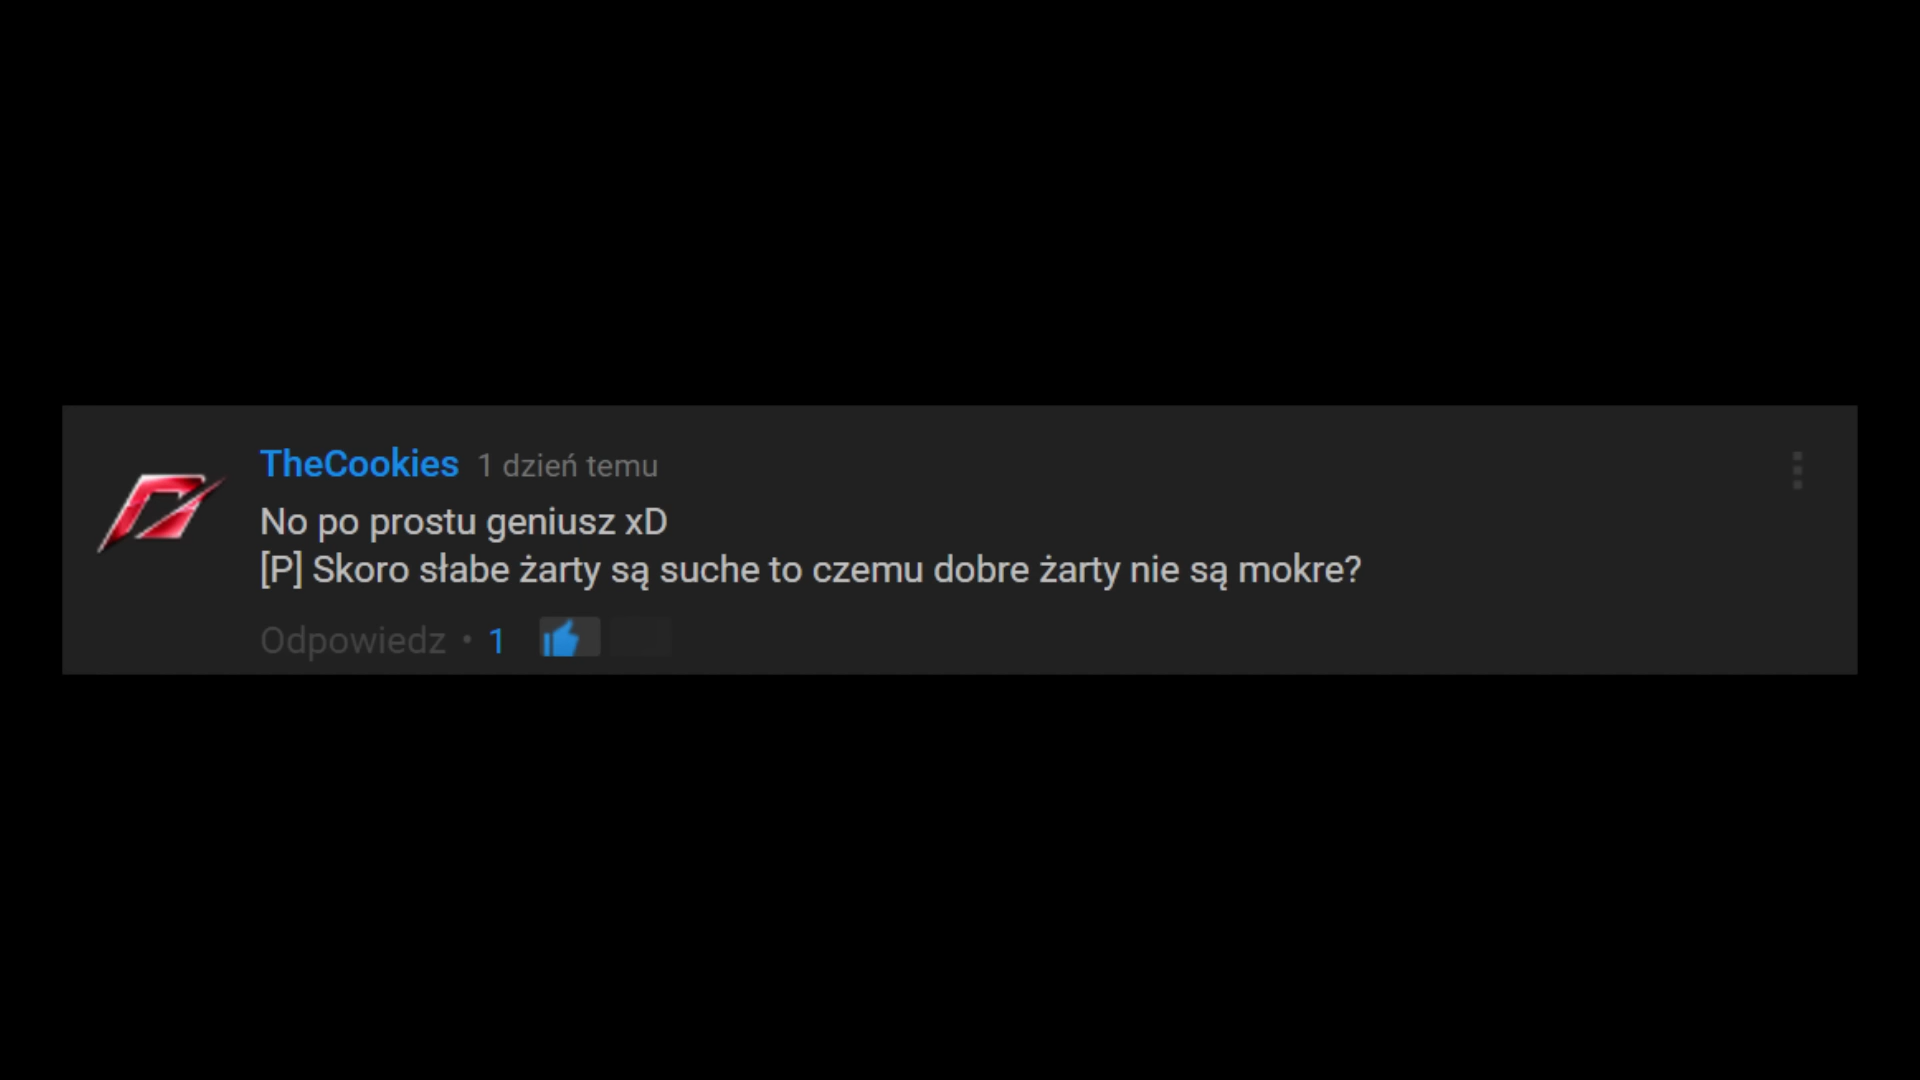 TheCookies 1 dzień temu
No po prostu geniusz xD
[P] Skoro słabe żarty są suche to czemu dobre żarty nie są mokre?
Odpowiedz • 1